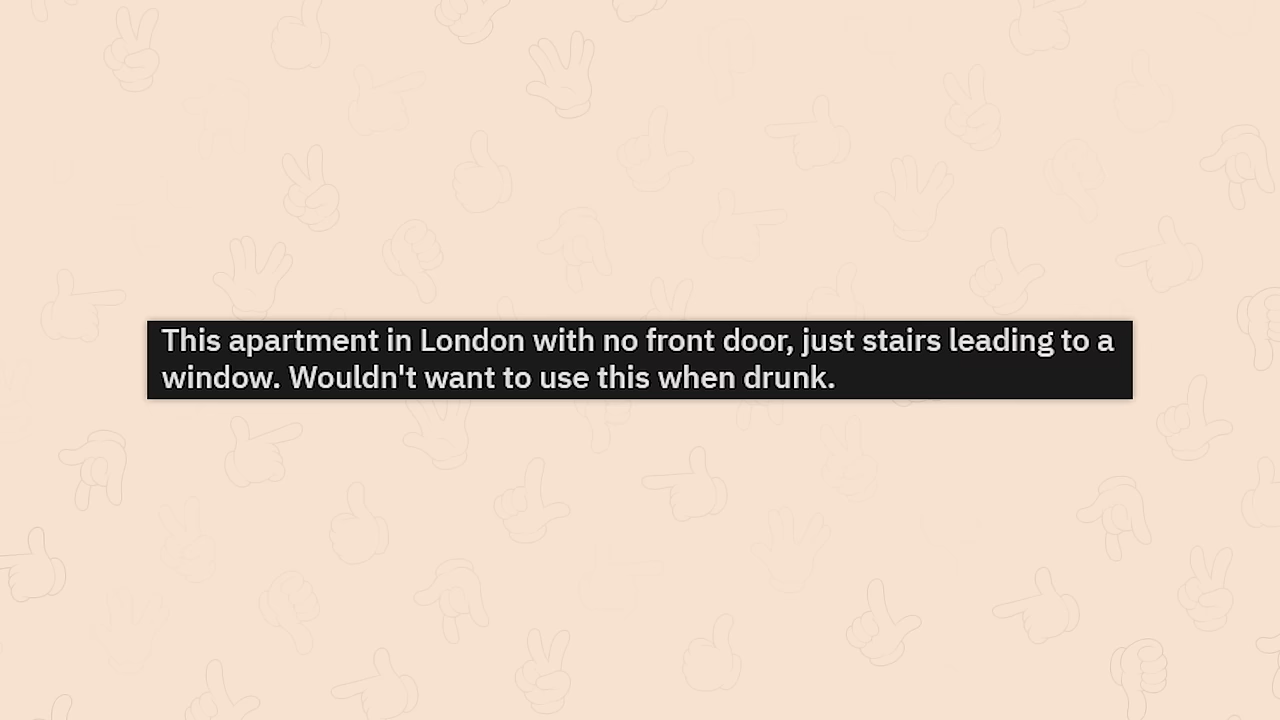 This apartment in London with no front door, just stairs leading to a
window. Wouldn't want to use this when drunk.